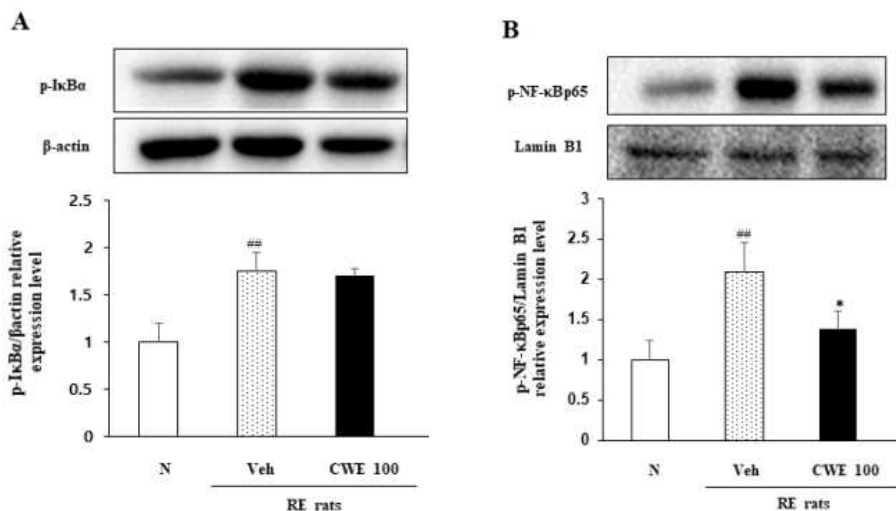 A
p-IκBα
β-actin
p-IκBα/βactin relative
expression level
2.5
2
1.5
1
0.5
0
##
N
Veh
CWE 100
RE rats
B
p-NF-κBp65
Lamin B1
p-NF-κBp65/Lamin B1
relative expression level
3
2.5
2
1.5
1
0.5
0
##
*
N
Veh
CWE 100
RE rats